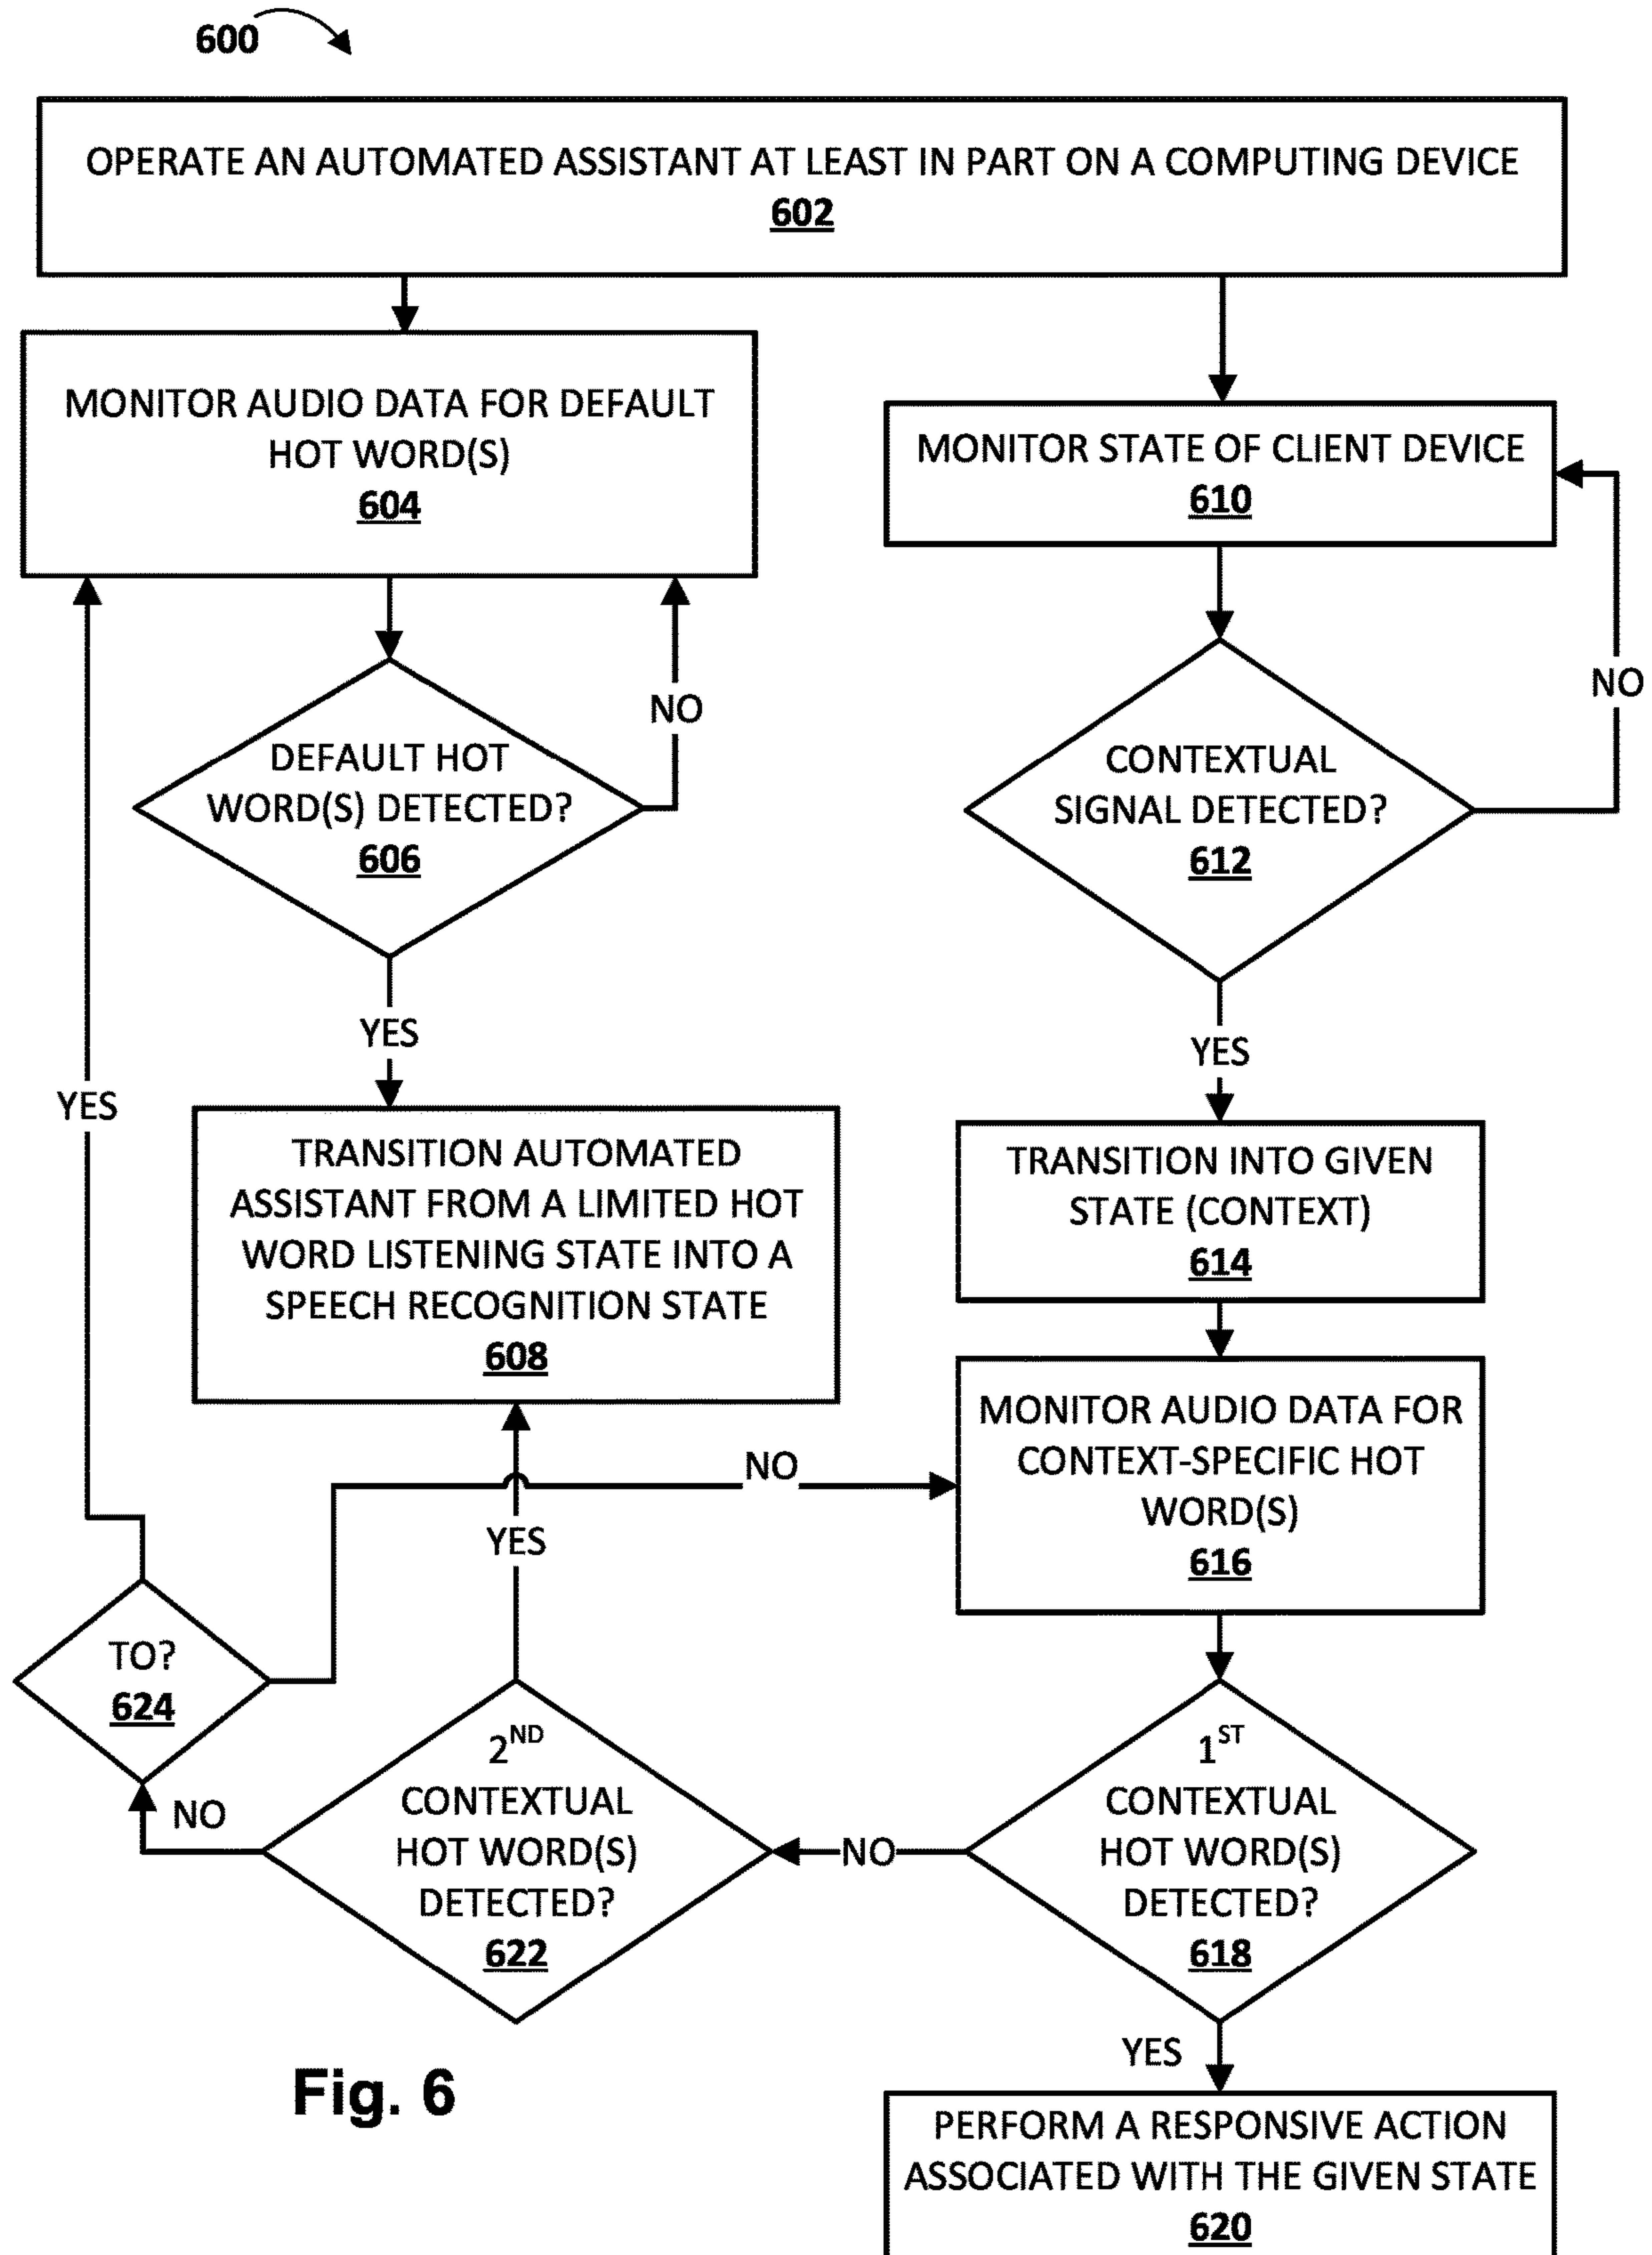 600
OPERATE AN AUTOMATED ASSISTANT AT LEAST IN PART ON A COMPUTING DEVICE
602
MONITOR AUDIO DATA FOR DEFAULT
HOT WORD(S)
604
MONITOR STATE OF CLIENT DEVICE
610
NO
DEFAULT HOT
WORD(S) DETECTED?
606
NO
CONTEXTUAL
SIGNAL DETECTED?
612
YES
YES
YES
TRANSITION AUTOMATED
ASSISTANT FROM A LIMITED HOT
WORD LISTENING STATE INTO A
SPEECH RECOGNITION STATE
608
TRANSITION INTO GIVEN
STATE (CONTEXT)
614
MONITOR AUDIO DATA FOR
CONTEXT-SPECIFIC HOT
WORD(S)
616
NO
YES
TO?
624
NO
2ND
CONTEXTUAL
HOT WORD(S)
DETECTED?
622
NO
1ST
CONTEXTUAL
HOT WORD(S)
DETECTED?
618
YES
Fig. 6
PERFORM A RESPONSIVE ACTION
ASSOCIATED WITH THE GIVEN STATE
620